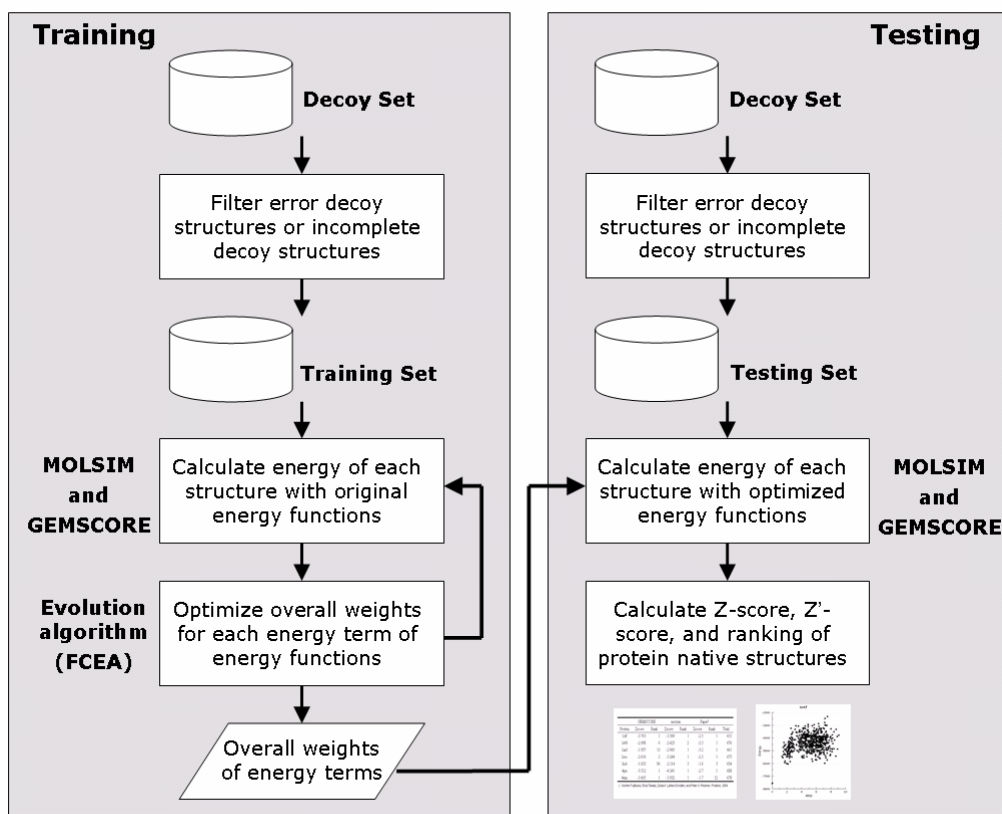 Training
Decoy Set
Filter error decoy
structures or incomplete
decoy structures
Training Set
MOLSIM
and
GEMSCORE
Calculate energy of each
structure with original
energy functions
Evolution
algorithm
(FCEA)
Optimize overall weights
for each energy term of
energy functions
Overall weights
of energy terms
Testing
Decoy Set
Filter error decoy
structures or incomplete
decoy structures
Testing Set
Calculate energy of each
structure with optimized
energy functions
MOLSIM
and
GEMSCORE
Calculate Z-score, Z’-
score, and ranking of
protein native structures